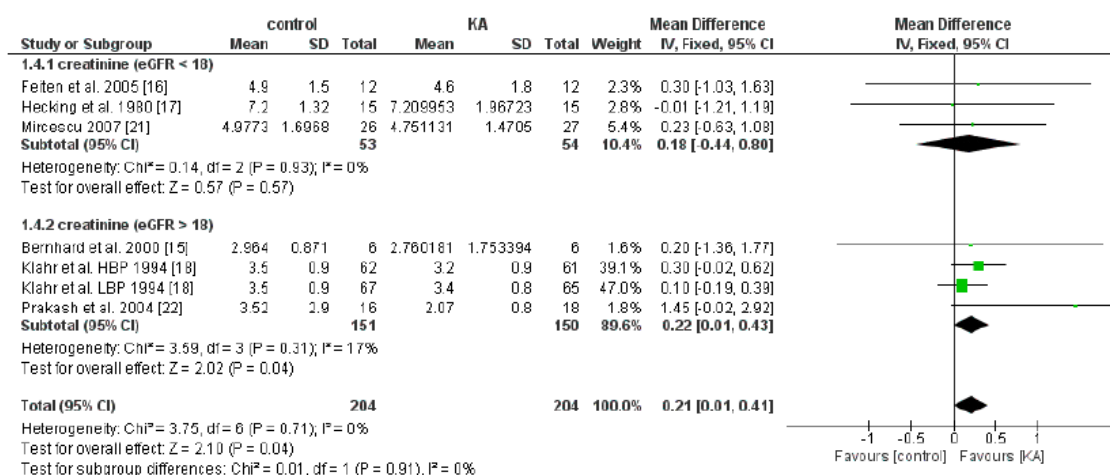 control KA Mean Difference Mean Difference
Study or Subgroup Mean SD Total Mean SD Total Weight IV, Fixed, 95% CI IV, Fixed, 95% CI
1.4.1 creatinine (eGFR < 18)
Feiten et al. 2005 [16] 4.9 1.5 12 4.6 1.8 12 2.3% 0.30 [-1.03, 1.63]
Hecking et al. 1980 [17] 7.2 1.32 15 7.209953 1.96723 15 2.8% -0.01 [-1.21, 1.19]
Mircescu 2007 [21] 4.9773 1.6968 26 4.751131 1.4705 27 5.4% 0.23 [-0.63, 1.08]
Subtotal (95% CI) 53 54 10.4% 0.18 [-0.44, 0.80]
Heterogeneity: Chi² = 0.14, df = 2 (P = 0.93); I² = 0%
Test for overall effect: Z = 0.57 (P = 0.57)
1.4.2 creatinine (eGFR > 18)
Bernhard et al. 2000 [15] 2.964 0.871 6 2.760181 1.753394 6 1.6% 0.20 [-1.36, 1.77]
Klahr et al. HBP 1994 [18] 3.5 0.9 62 3.2 0.9 61 39.1% 0.30 [-0.02, 0.62]
Klahr et al. LBP 1994 [18] 3.5 0.9 67 3.4 0.8 65 47.0% 0.10 [-0.19, 0.39]
Prakash et al. 2004 [22] 3.52 2.9 16 2.07 0.8 18 1.8% 1.45 [-0.02, 2.92]
Subtotal (95% CI) 151 150 89.6% 0.22 [0.01, 0.43]
Heterogeneity: Chi² = 3.59, df = 3 (P = 0.31); I² = 17%
Test for overall effect: Z = 2.02 (P = 0.04)
Total (95% CI) 204 204 100.0% 0.21 [0.01, 0.41]
Heterogeneity: Chi² = 3.75, df = 6 (P = 0.71); I² = 0%
Test for overall effect: Z = 2.10 (P = 0.04)
Test for subgroup differences: Chi² = 0.01, df = 1 (P = 0.91), I² = 0%
-1 -0.5 0 0.5 1
Favours [control] Favours [KA]